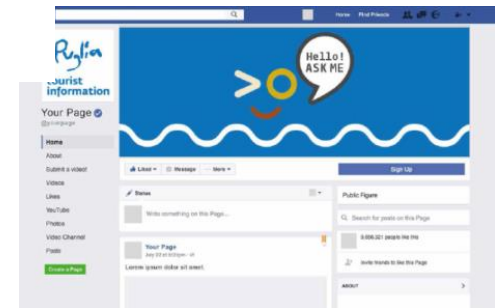 Home Find Friends
Puglia
tourist
information
Hello!
ASK ME
Your Page
@yourpage
Home
About
Submit a video!
Videos
Likes
YouTube
Photos
Video Channel
Posts
Create a Page
Liked
Message
More
Sign Up
Status
Write something on this Page...
Your Page
Lorem ipsum dolor sit amet.
Public Figure
Search for posts on this Page
people like this
Invite friends to like this Page
ABOUT